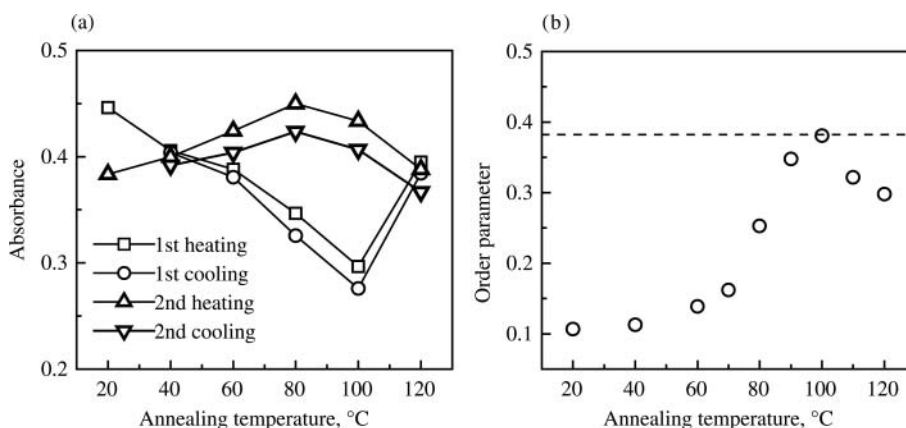 (a)
0.5
0.4
0.3
0.2
Absorbance
1st heating
1st cooling
2nd heating
2nd cooling
20 40 60 80 100 120
Annealing temperature, °C
(b)
0.5
0.4
0.3
0.2
0.1
Order parameter
20 40 60 80 100 120
Annealing temperature, °C